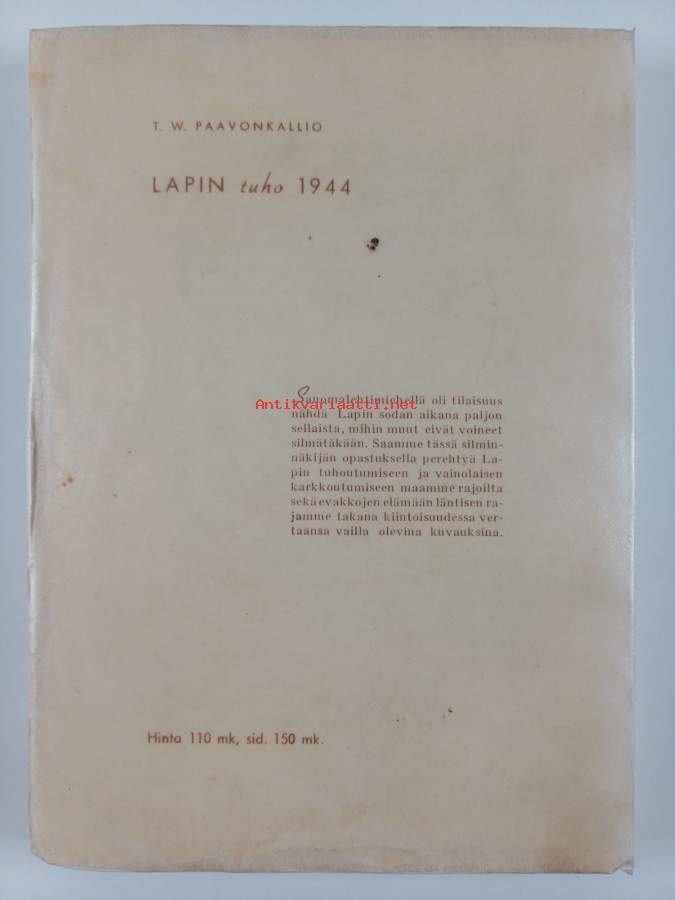 T. W. PAAVONKALLIO
LAPIN tuho 1944
Sanomalehtimiehellä oli tilaisuus
Antikvariaatti.net
nähdä Lapin sodan aikana paljon
sellaista, mihin muut eivät voineet
silmätäkään. Saamme tässä silmin-
näkijän opastuksella perehtyä La-
pin tuhoutumiseen ja vainolaisen
karkkoutumiseen maamme rajoilta
sekä evakkojen elämään läntisen ra-
jamme takana kiintoisuudessa ver-
taansa vailla olevina kuvauksina.
Hinta 110 mk, sid. 150 mk.